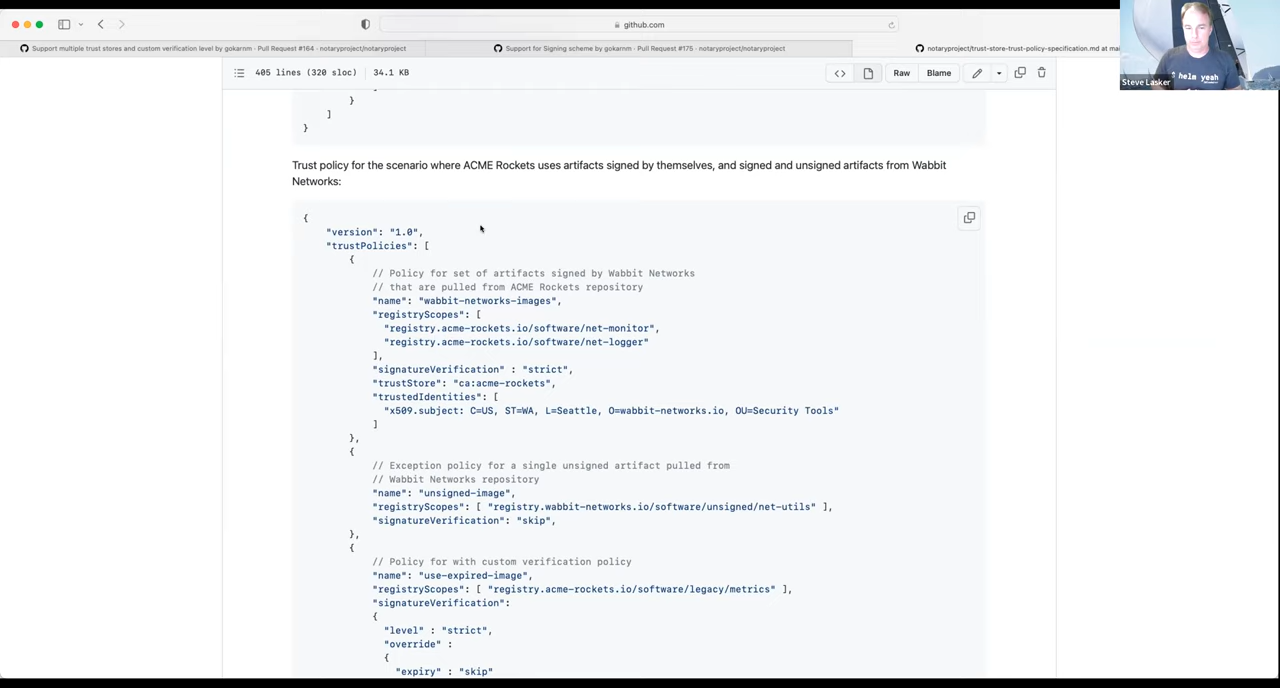 github.com
Support multiple trust stores and custom verification level by gokarnm · Pull Request #164 · notaryproject/notaryproject
Support for Signing scheme by gokarnm · Pull Request #175 · notaryproject/notaryproject
notaryproject/trust-store-trust-policy-specification.md at ma
Steve Lasker
helm yeah
405 lines (320 sloc)
34.1 KB
Raw
Blame
}
]
}
Trust policy for the scenario where ACME Rockets uses artifacts signed by themselves, and signed and unsigned artifacts from Wabbit
Networks:
{
"version": "1.0",
"trustPolicies": [
{
// Policy for set of artifacts signed by Wabbit Networks
// that are pulled from ACME Rockets repository
"name": "wabbit-networks-images",
"registryScopes": [
"registry.acme-rockets.io/software/net-monitor",
"registry.acme-rockets.io/software/net-logger"
],
"signatureVerification" : "strict",
"trustStore": "ca:acme-rockets",
"trustedIdentities": [
"x509.subject: C=US, ST=WA, L=Seattle, O=wabbit-networks.io, OU=Security Tools"
]
},
{
// Exception policy for a single unsigned artifact pulled from
// Wabbit Networks repository
"name": "unsigned-image",
"registryScopes": [ "registry.wabbit-networks.io/software/unsigned/net-utils" ],
"signatureVerification": "skip",
},
{
// Policy for with custom verification policy
"name": "use-expired-image",
"registryScopes": [ "registry.acme-rockets.io/software/legacy/metrics" ],
"signatureVerification":
{
"level" : "strict",
"override" :
{
"expiry" : "skip"